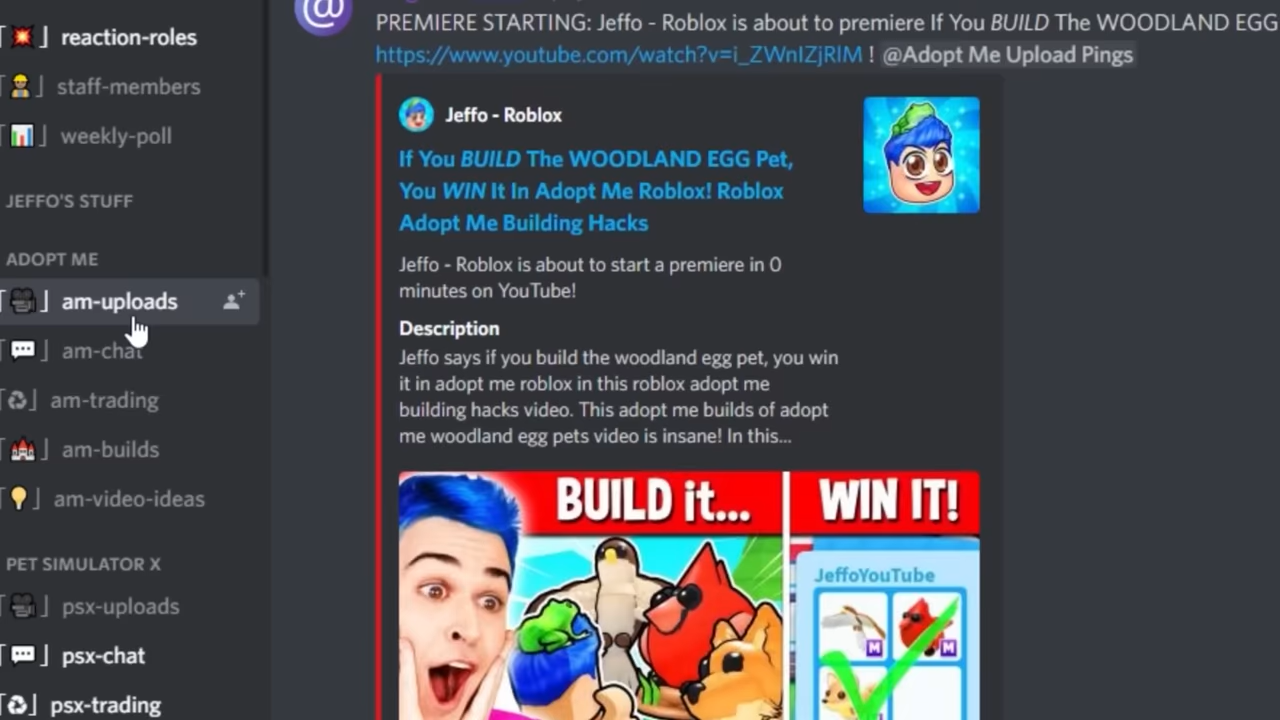 reaction-roles
staff-members
weekly-poll
JEFFO'S STUFF
ADOPT ME
am-uploads
am-chat
am-trading
am-builds
am-video-ideas
PET SIMULATOR X
psx-uploads
psx-chat
psx-trading
PREMIERE STARTING: Jeffo - Roblox is about to premiere If You BUILD The WOODLAND EGG
https://www.youtube.com/watch?v=i_ZWnIZjRlM ! @Adopt Me Upload Pings
Jeffo - Roblox
If You BUILD The WOODLAND EGG Pet,
You WIN It In Adopt Me Roblox! Roblox
Adopt Me Building Hacks
Jeffo - Roblox is about to start a premiere in 0
minutes on YouTube!
Description
Jeffo says if you build the woodland egg pet, you win
it in adopt me roblox in this roblox adopt me
building hacks video. This adopt me builds of adopt
me woodland egg pets video is insane! In this...
BUILD it...
WIN IT!
JeffoYouTube
M
M